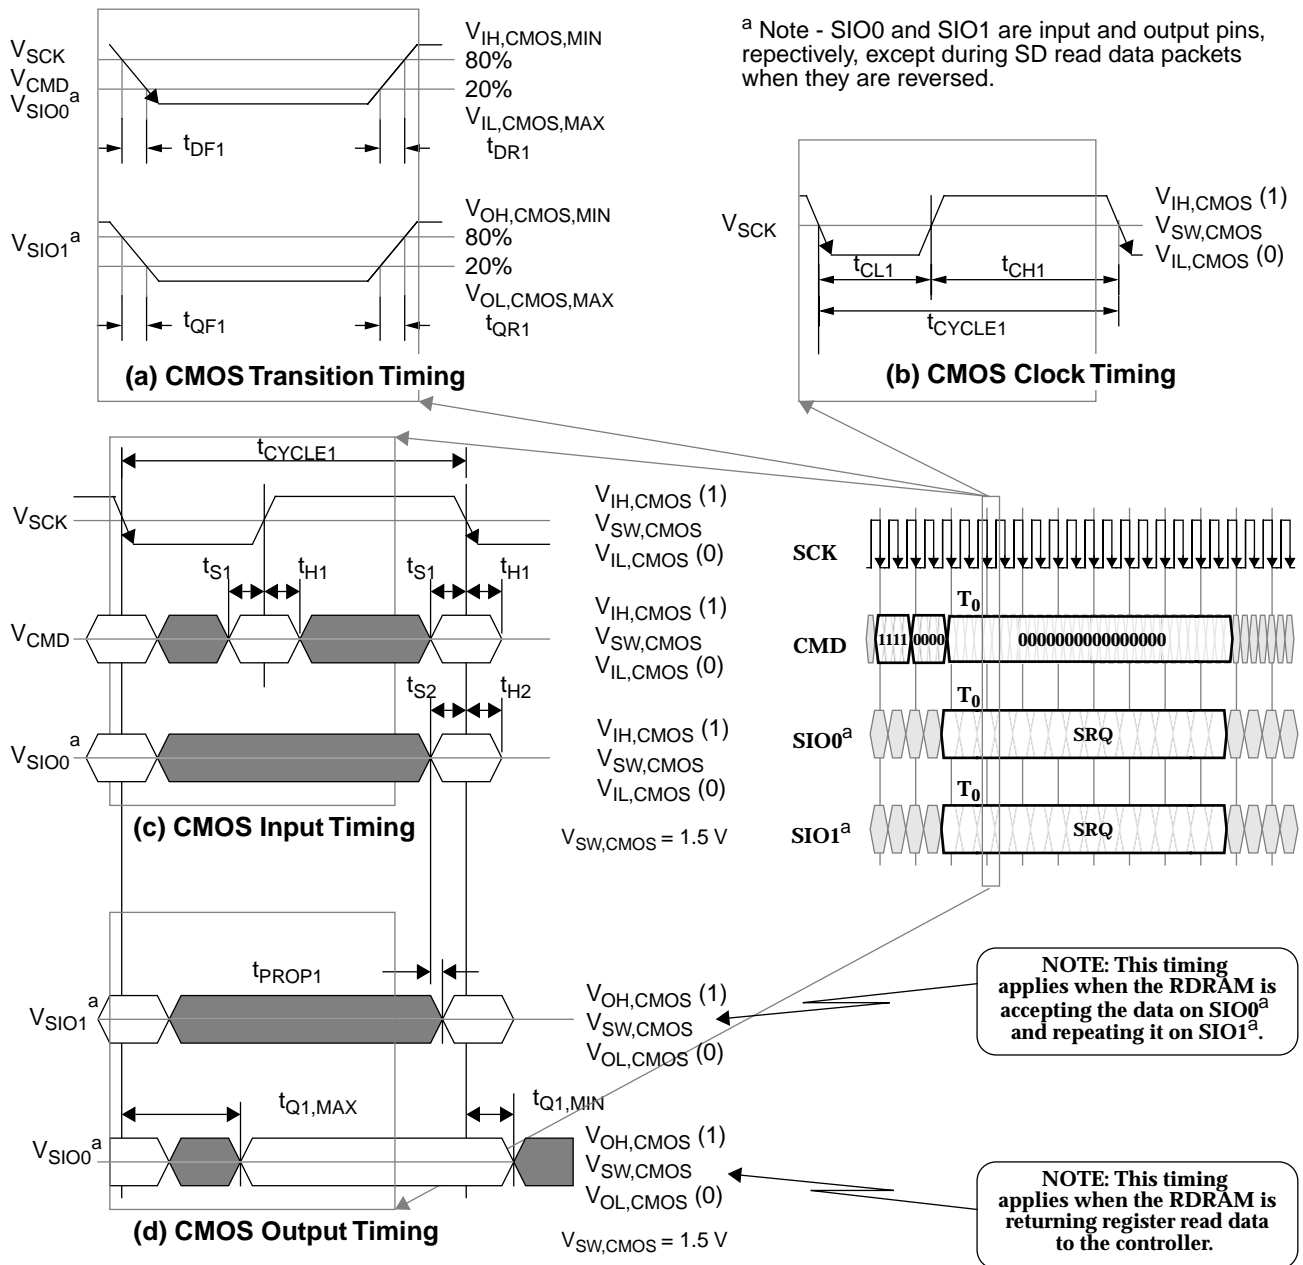 a Note - SIO0 and SIO1 are input and output pins,
repectively, except during SD read data packets
when they are reversed.
VSCK
VCMD
VSIO0a
VIH,CMOS,MIN
80%
20%
VIL,CMOS,MAX
tDF1
tDR1
VSIO1a
VOH,CMOS,MIN
80%
20%
VOL,CMOS,MAX
tQF1
tQR1
(a) CMOS Transition Timing
VSCK
VIH,CMOS (1)
VSW,CMOS
VIL,CMOS (0)
tCL1
tCH1
tCYCLE1
(b) CMOS Clock Timing
tCYCLE1
VSCK
VIH,CMOS (1)
VSW,CMOS
VIL,CMOS (0)
tS1
tH1
tS1
tH1
VCMD
VIH,CMOS (1)
VSW,CMOS
VIL,CMOS (0)
tS2
tH2
VSIO0a
VIH,CMOS (1)
VSW,CMOS
VIL,CMOS (0)
(c) CMOS Input Timing
VSW,CMOS = 1.5 V
SCK
T0
CMD
1111
0000
0000000000000000
T0
SIO0a
SRQ
T0
SIO1a
SRQ
tPROP1
VSIO1a
VOH,CMOS (1)
VSW,CMOS
VOL,CMOS (0)
NOTE: This timing
applies when the RDRAM is
accepting the data on SIO0a
and repeating it on SIO1a.
tQ1,MAX
tQ1,MIN
VSIO0a
VOH,CMOS (1)
VSW,CMOS
VOL,CMOS (0)
(d) CMOS Output Timing
VSW,CMOS = 1.5 V
NOTE: This timing
applies when the RDRAM is
returning register read data
to the controller.